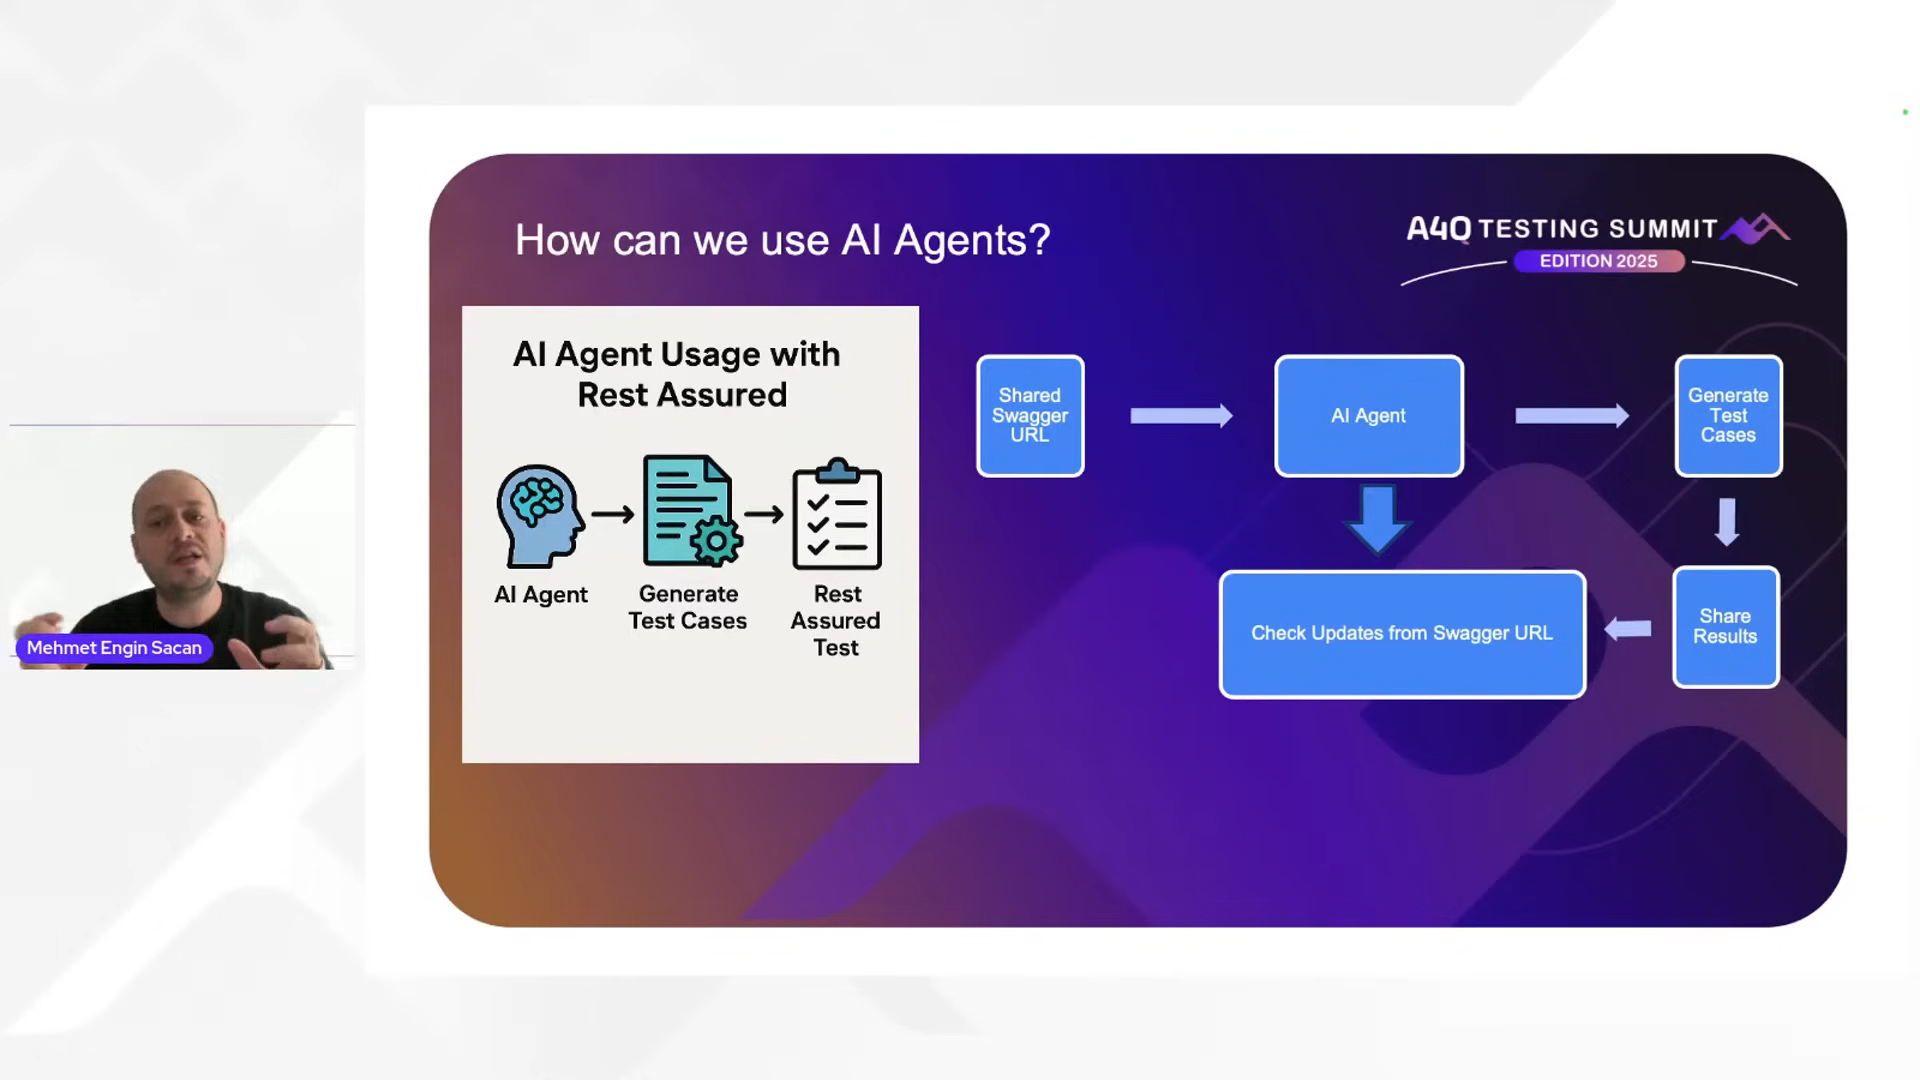 How can we use AI Agents?
A4Q TESTING SUMMIT
EDITION 2025
AI Agent Usage with
Rest Assured
AI Agent
Generate
Test Cases
Rest
Assured
Test
Shared
Swagger
URL
AI Agent
Generate
Test
Cases
Check Updates from Swagger URL
Share
Results
Mehmet Engin Sacan